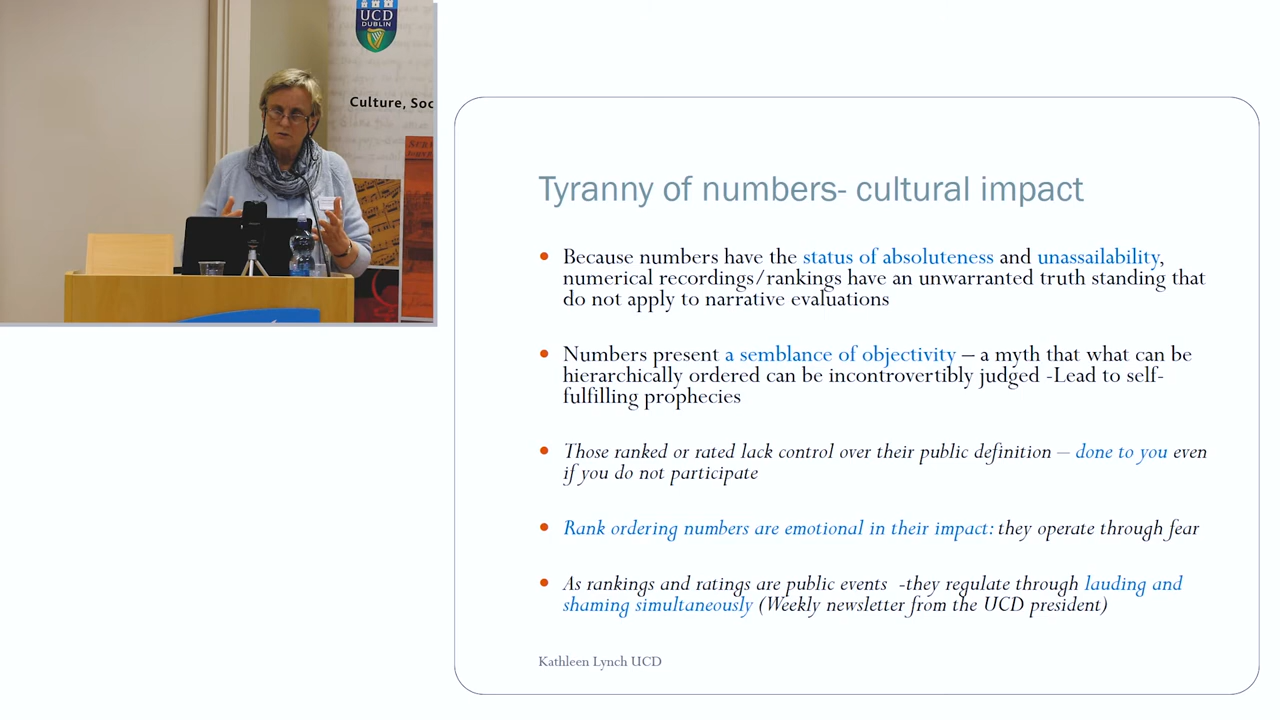 UCD
DUBLIN
Culture, Soc
Tyranny of numbers- cultural impact
• Because numbers have the status of absoluteness and unassailability,
numerical recordings/rankings have an unwarranted truth standing that
do not apply to narrative evaluations
• Numbers present a semblance of objectivity – a myth that what can be
hierarchically ordered can be incontrovertibly judged -Lead to self-
fulfilling prophecies
• Those ranked or rated lack control over their public definition – done to you even
if you do not participate
• Rank ordering numbers are emotional in their impact: they operate through fear
• As rankings and ratings are public events -they regulate through lauding and
shaming simultaneously (Weekly newsletter from the UCD president)
Kathleen Lynch UCD